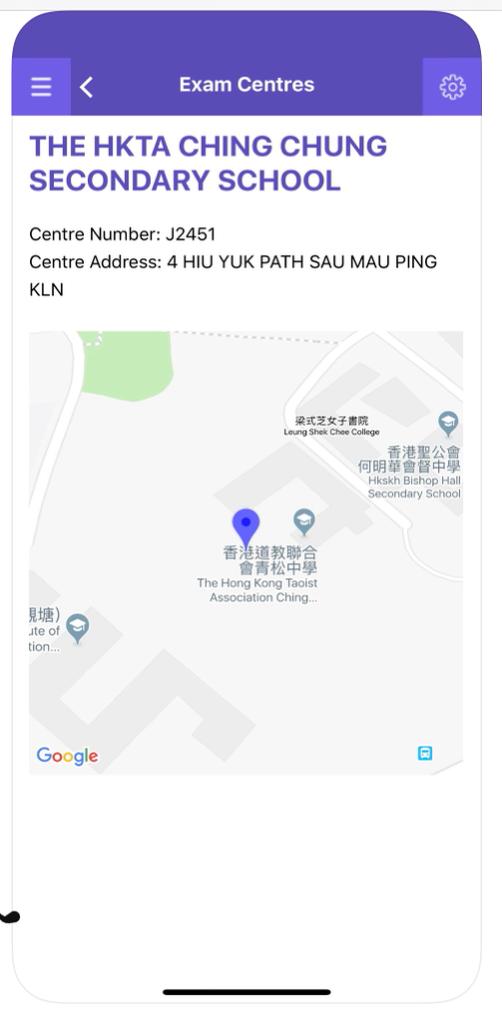 Exam Centres
THE HKTA CHING CHUNG
SECONDARY SCHOOL
Centre Number: J2451
Centre Address: 4 HIU YUK PATH SAU MAU PING
KLN
梁式芝女子書院
Leung Shek Chee College
香港聖公會
何明華會督中學
Hkskh Bishop Hall
Secondary School
香港道教聯合
會青松中學
The Hong Kong Taoist
Association Ching...
觀塘)
ute of
tion...
Google